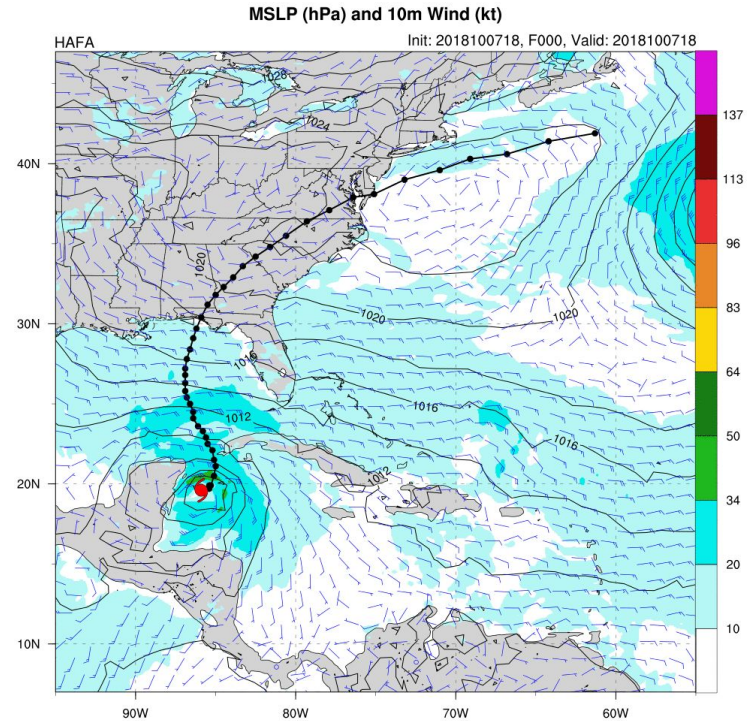 MSLP (hPa) and 10m Wind (kt)
HAFA
Init: 2018100718, F000, Valid: 2018100718
1028
1024
137
40N
113
96
1020
83
1020
1020
30N
1016
64
1016
1012
50
1016
20N
1012
34
20
10N
10
90W
80W
70W
60W